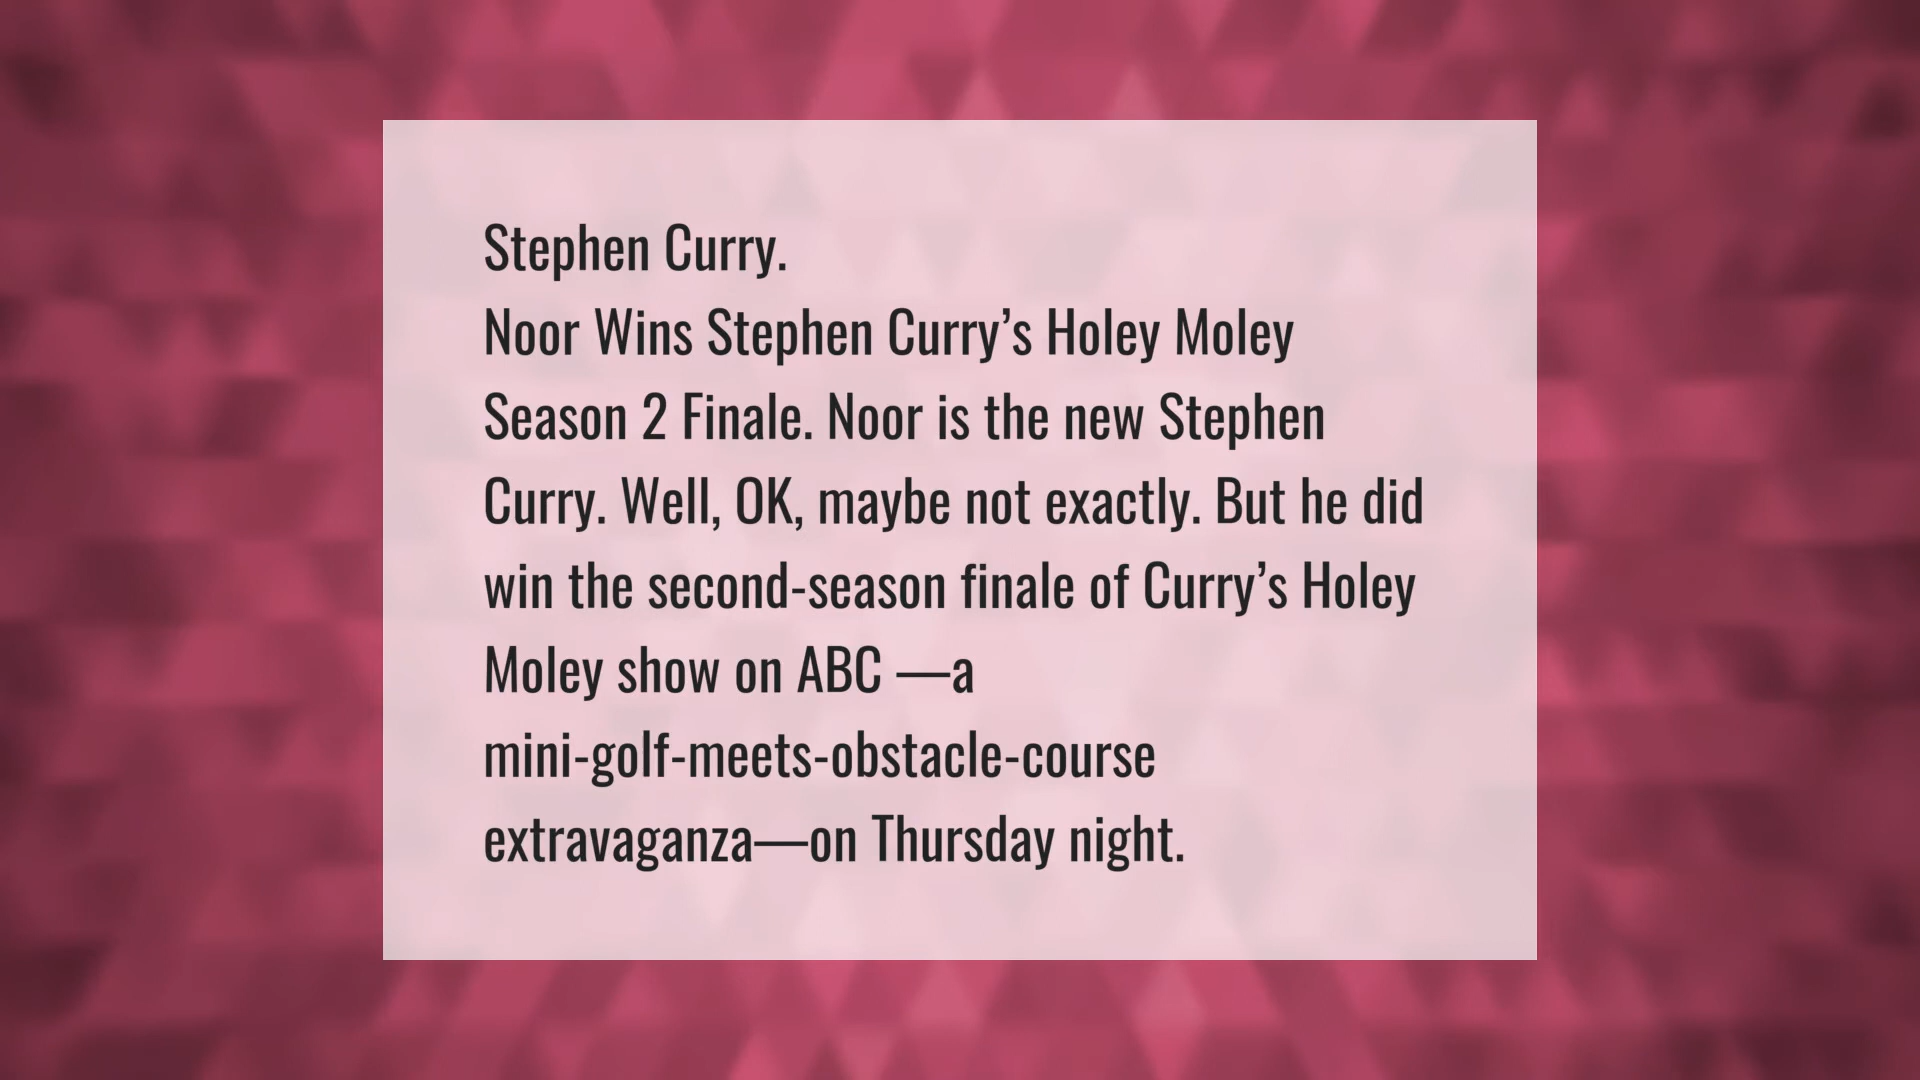 Stephen Curry.
Noor Wins Stephen Curry’s Holey Moley
Season 2 Finale. Noor is the new Stephen
Curry. Well, OK, maybe not exactly. But he did
win the second-season finale of Curry’s Holey
Moley show on ABC —a
mini-golf-meets-obstacle-course
extravaganza—on Thursday night.